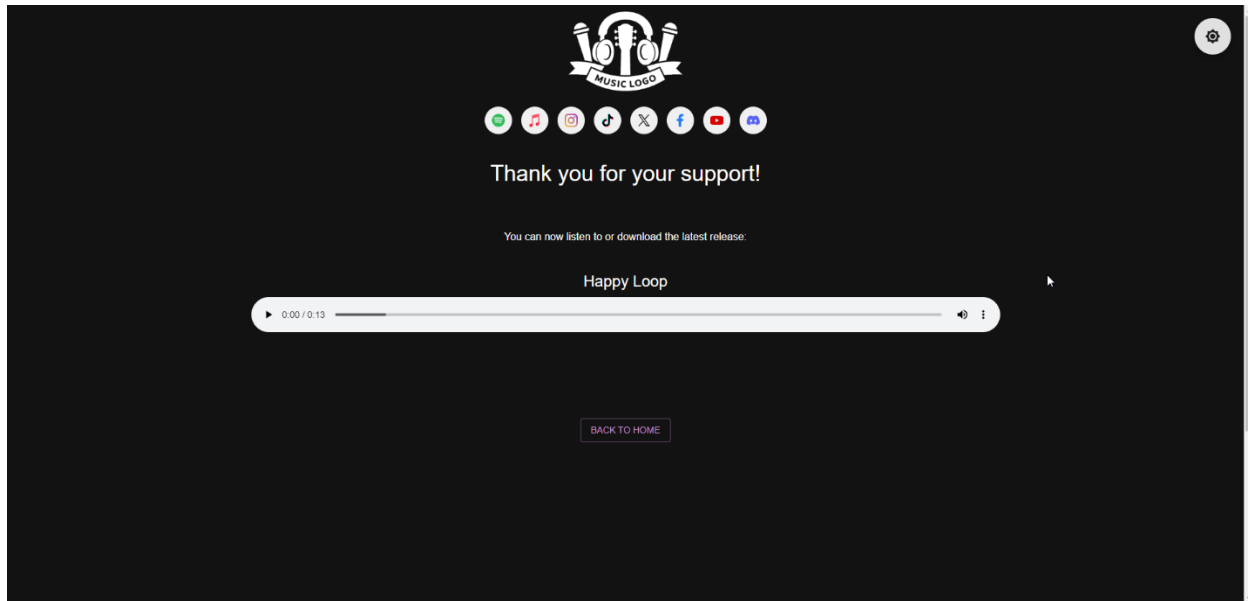 MUSIC LOGO
Thank you for your support!
You can now listen to or download the latest release:
Happy Loop
0:00 / 0:13
BACK TO HOME